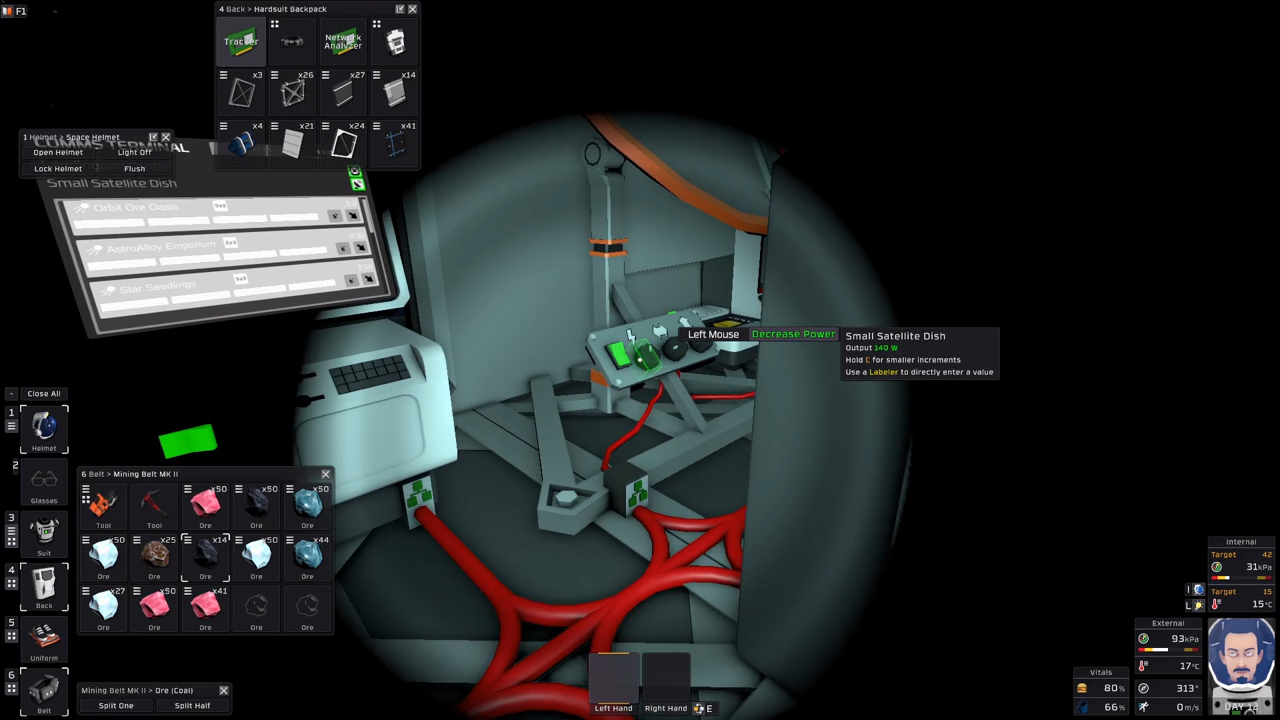 F1
4 Back > Hardsuit Backpack
Tracker
Network
Analyzer
x3
x26
x27
x14
x4
x21
x24
x41
1 Helmet > Space Helmet
Open Helmet
Light Off
Lock Helmet
Flush
COMMS TERMINAL
Small Satellite Dish
Orbit Ore Oasis
AstroAlley Emporium
Star Seedlings
Left Mouse
Decrease Power
Small Satellite Dish
Output 140 W
Hold C for smaller increments
Use a Labeler to directly enter a value
- Close All
1
Helmet
2
Glasses
3
Suit
4
Back
5
Uniform
6
Belt
6 Belt > Mining Belt MK II
Tool
Tool
x50
Ore
x50
Ore
x50
Ore
x50
Ore
x25
Ore
x14
Ore
x50
Ore
x44
Ore
x27
Ore
x50
Ore
x41
Ore
Ore
Ore
Mining Belt MK II > Ore (Coal)
Split One
Split Half
Left Hand
Right Hand
E
Internal
Target 42
31kPa
Target 15
15°C
I
L
External
93kPa
17°C
Vitals
80%
66%
313°
0m/s
DAY 12